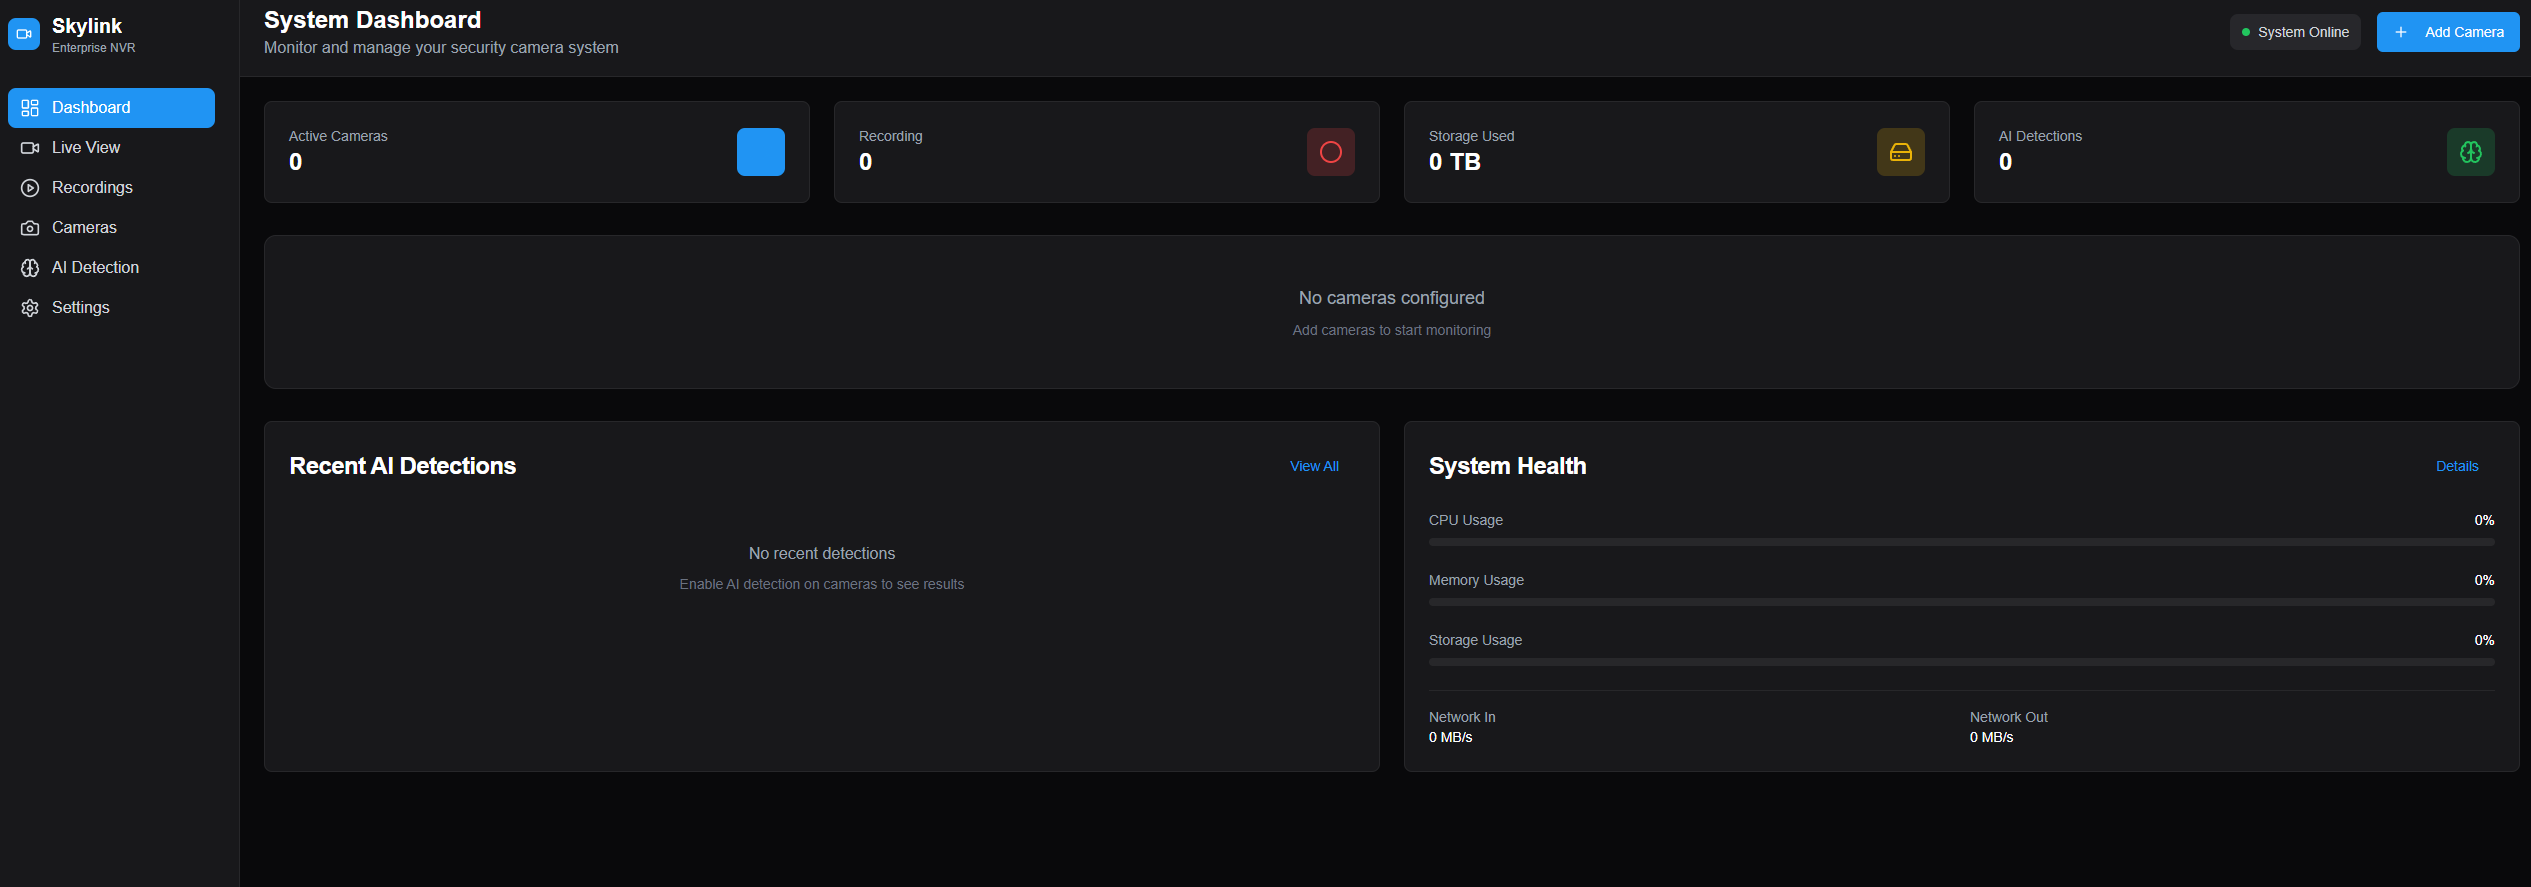 Skylink
Enterprise NVR
Dashboard
Live View
Recordings
Cameras
AI Detection
Settings
System Dashboard
Monitor and manage your security camera system
System Online
Add Camera
Active Cameras
0
Recording
0
Storage Used
0 TB
AI Detections
0
No cameras configured
Add cameras to start monitoring
Recent AI Detections
View All
No recent detections
Enable AI detection on cameras to see results
System Health
Details
CPU Usage
0%
Memory Usage
0%
Storage Usage
0%
Network In
0 MB/s
Network Out
0 MB/s